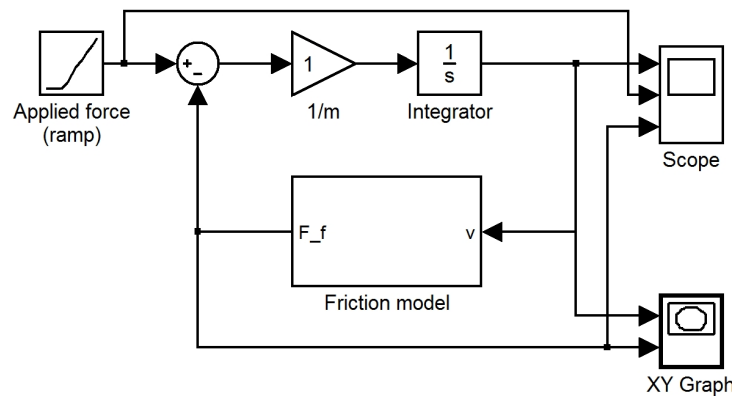 +
-
1
1
s
Applied force
(ramp)
1/m
Integrator
Scope
F_f
v
Friction model
XY Graph